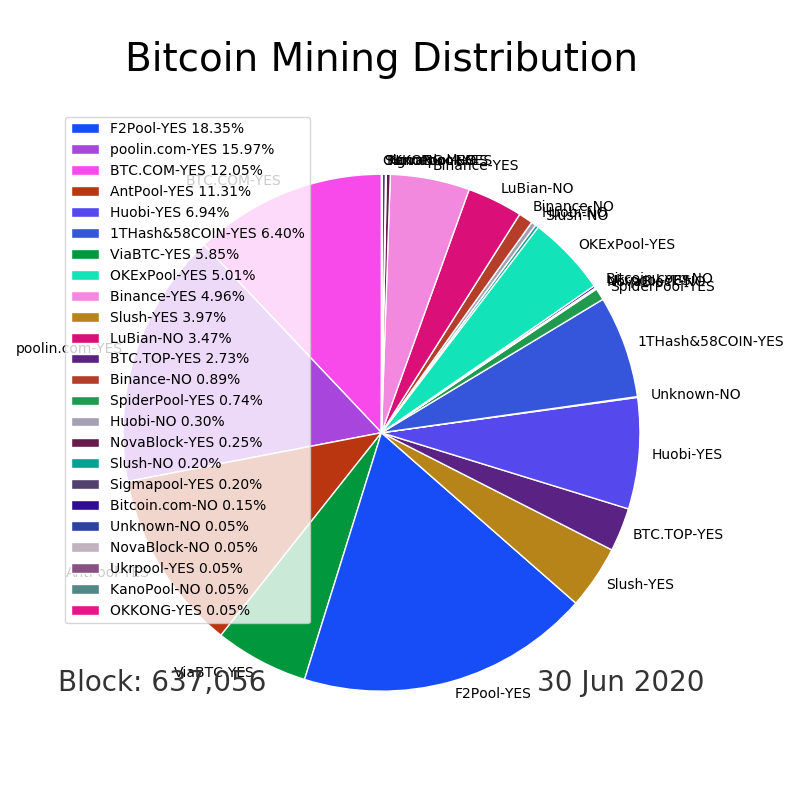 Bitcoin Mining Distribution
F2Pool-YES 18.35%
poolin.com-YES 15.97%
BTC.COM-YES 12.05%
AntPool-YES 11.31%
Huobi-YES 6.94%
1THash&58COIN-YES 6.40%
ViaBTC-YES 5.85%
OKExPool-YES 5.01%
Binance-YES 4.96%
Slush-YES 3.97%
LuBian-NO 3.47%
BTC.TOP-YES 2.73%
Binance-NO 0.89%
SpiderPool-YES 0.74%
Huobi-NO 0.30%
NovaBlock-YES 0.25%
Slush-NO 0.20%
Sigmapool-YES 0.20%
Bitcoin.com-NO 0.15%
Unknown-NO 0.05%
NovaBlock-NO 0.05%
Ukrpool-YES 0.05%
KanoPool-NO 0.05%
OKKONG-YES 0.05%
BTC.COM-YES
poolin.com-YES
AntPool-YES
ViaBTC-YES
F2Pool-YES
Slush-YES
BTC.TOP-YES
Huobi-YES
Unknown-NO
1THash&58COIN-YES
SpiderPool-YES
Bitcoin.com-NO
OKExPool-YES
Slush-NO
Huobi-NO
Binance-NO
LuBian-NO
Binance-YES
Block: 637,056
30 Jun 2020